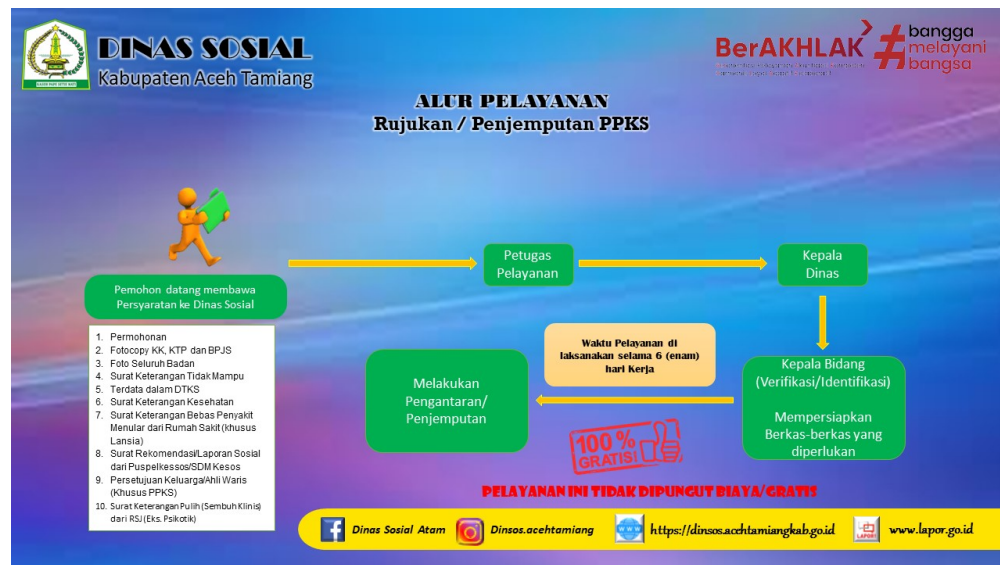 DINAS SOSIAL
Kabupaten Aceh Tamiang
BerAKHLAK
#bangga
melayani
bangsa
ALUR PELAYANAN
Rujukan / Penjemputan PPKS
Pemohon datang membawa
Persyaratan ke Dinas Sosial
Petugas
Pelayanan
Kepala
Dinas
1. Permohonan
2. Fotocopy KK, KTP dan BPJS
3. Foto Seluruh Badan
4. Surat Keterangan Tidak Mampu
5. Terdata dalam DTKS
6. Surat Keterangan Kesehatan
7. Surat Keterangan Bebas Penyakit
Menular dari Rumah Sakit (khusus
Lansia)
8. Surat Rekomendasi/Laporan Sosial
dari Puspelkessos/SDM Kesos
9. Persetujuan Keluarga/Ahli Waris
(Khusus PPKS)
10. Surat Keterangan Pulih (Sembuh Klinis)
dari RSJ (Eks. Psikotik)
Waktu Pelayanan di
laksanakan selama 6 (enam)
hari Kerja
Kepala Bidang
(Verifikasi/Identifikasi)
Mempersiapkan
Berkas-berkas yang
diperlukan
Melakukan
Pengantaran/
Penjemputan
100 %
GRATIS!
PELAYANAN INI TIDAK DIPUNGUT BIAYA/GRATIS
Dinas Sosial Atam
Dinsos.acehtamiang
https://dinsos.acehtamiangkab.go.id
LAPOR!
www.lapor.go.id